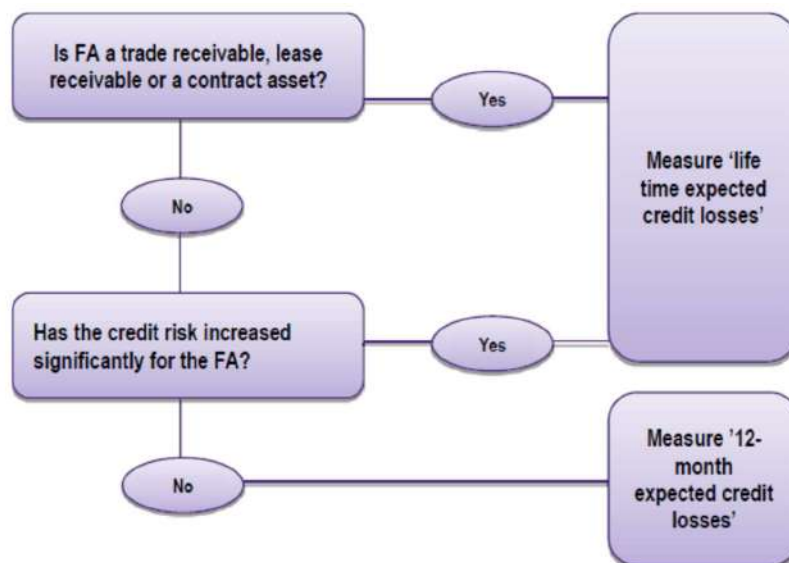 Is FA a trade receivable, lease
receivable or a contract asset?
Yes
Measure ‘life
time expected
credit losses’
No
Has the credit risk increased
significantly for the FA?
Yes
No
Measure ’12-
month
expected credit
losses’